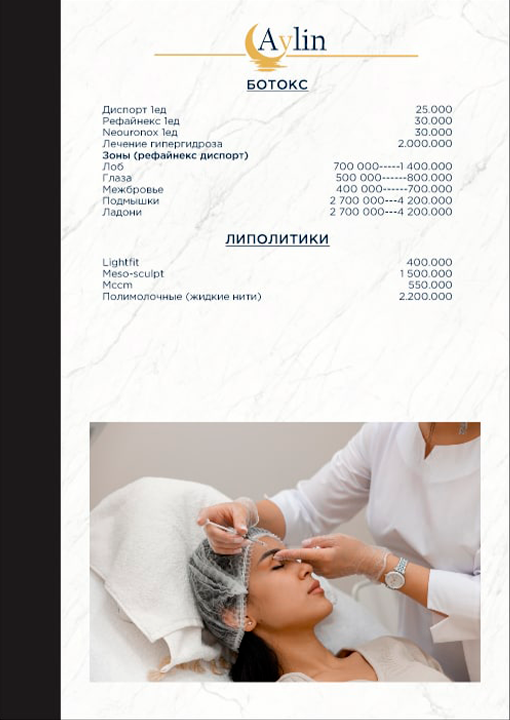 Aylin
БОТОКС
Диспорт 1ед 25.000
Рефайнекс 1ед 30.000
Neouronox 1ед 30.000
Лечение гипергидроза 2.000.000
Зоны (рефайнекс диспорт)
Лоб 700 000-----1 400.000
Глаза 500 000------800.000
Межбровье 400 000------700.000
Подмышки 2 700 000---4 200.000
Ладони 2 700 000---4 200.000
ЛИПОЛИТИКИ
Lightfit 400.000
Meso-sculpt 1 500.000
Мccm 550.000
Полимолочные (жидкие нити) 2.200.000